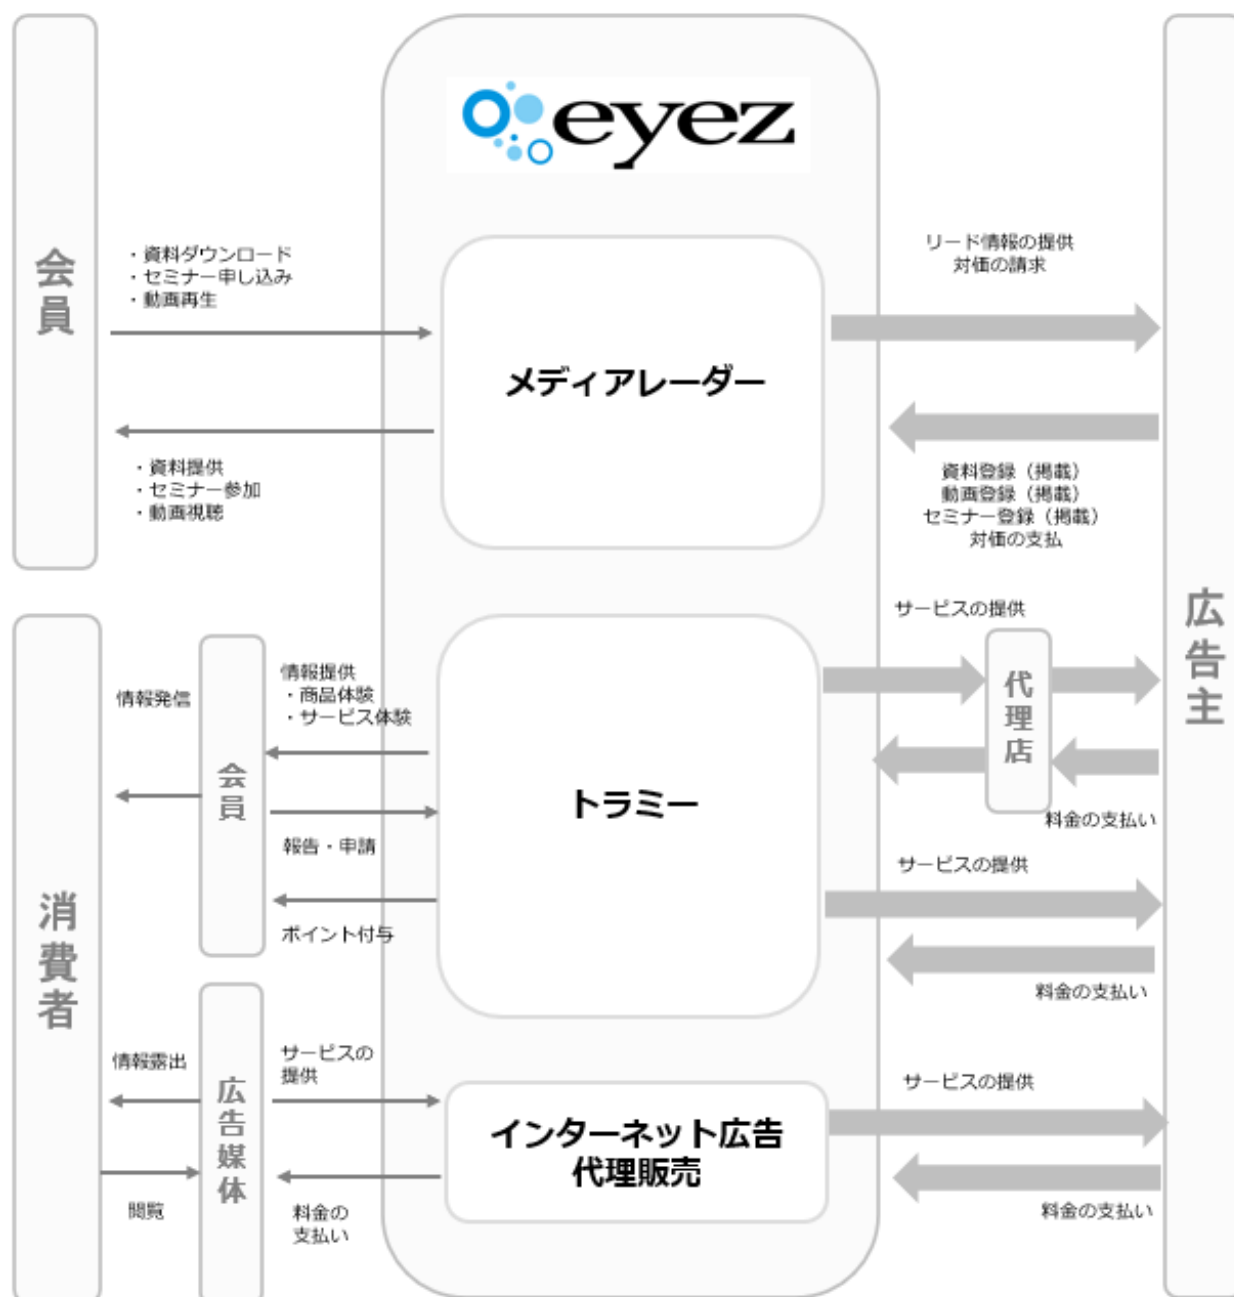 eyez
会員
・資料ダウンロード
・セミナー申し込み
・動画再生
メディアレーダー
リード情報の提供
対価の請求
・資料提供
・セミナー参加
・動画視聴
資料登録（掲載）
動画登録（掲載）
セミナー登録（掲載）
対価の支払
広告主
消費者
情報発信
会員
情報提供
・商品体験
・サービス体験
報告・申請
ポイント付与
トラミー
サービスの提供
代理店
料金の支払い
サービスの提供
料金の支払い
情報露出
閲覧
広告媒体
サービスの
提供
料金の
支払い
インターネット広告
代理販売
サービスの提供
料金の支払い